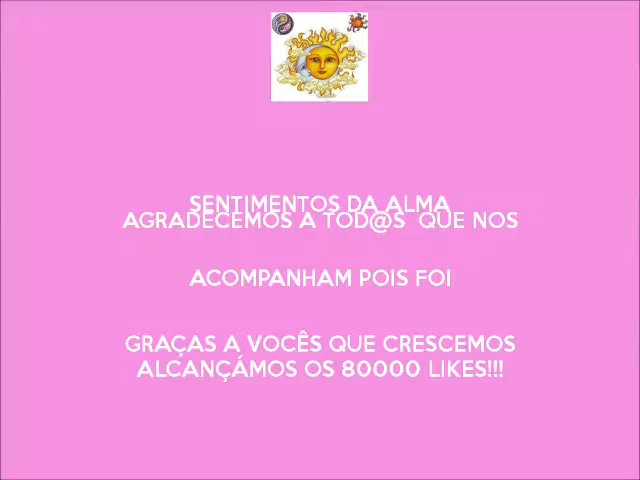 SENTIMENTOS DA ALMA
AGRADECEMOS A TOD@S QUE NOS
ACOMPANHAM POIS FOI
GRAÇAS A VOCÊS QUE CRESCEMOS
ALCANÇÁMOS OS 80000 LIKES!!!